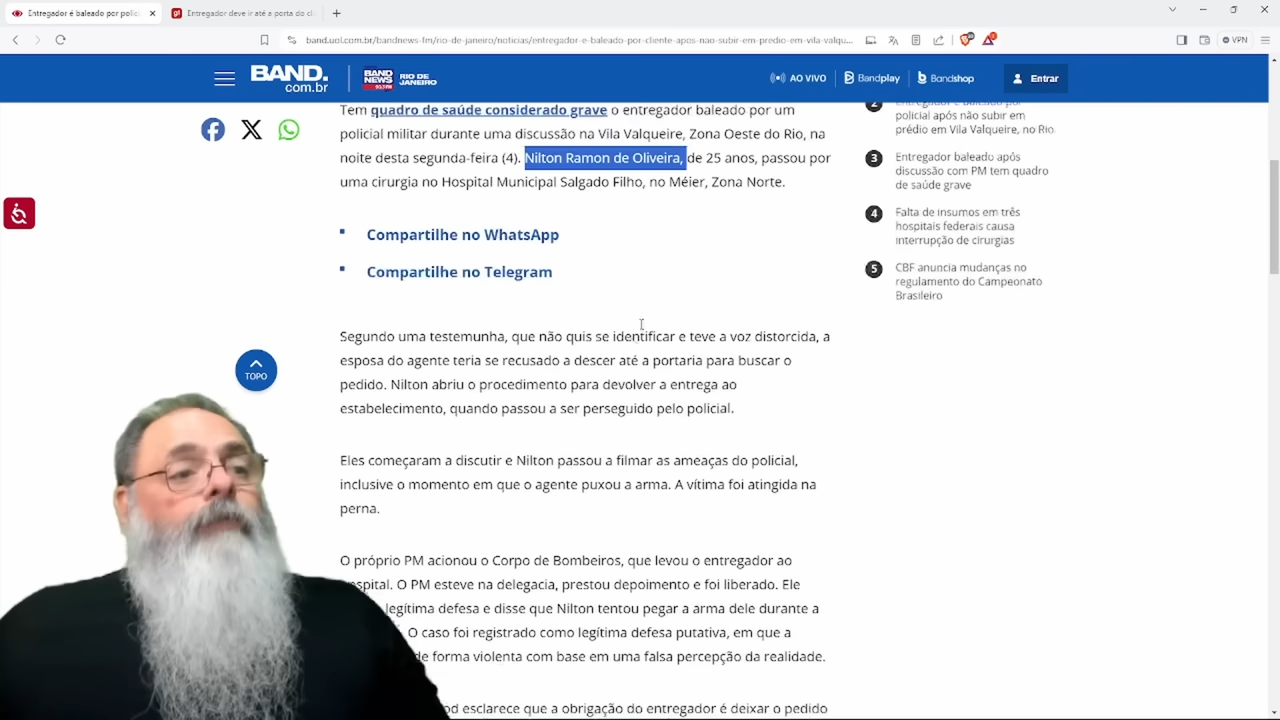 Entregador é baleado por polic
Entregador deve ir até a porta do cl
band.uol.com.br/bandnews-fm/rio-de-janeiro/noticias/entregador-e-baleado-por-cliente-apos-nao-subir-em-predio-em-vila-valqu...
VPN
BAND.
com.br
BAND
NEWS
RIO DE
JANEIRO
AO VIVO
Bandplay
Bandshop
Entrar
Tem quadro de saúde considerado grave o entregador baleado por um
policial militar durante uma discussão na Vila Valqueire, Zona Oeste do Rio, na
noite desta segunda-feira (4). Nilton Ramon de Oliveira, de 25 anos, passou por
uma cirurgia no Hospital Municipal Salgado Filho, no Méier, Zona Norte.
Compartilhe no WhatsApp
Compartilhe no Telegram
Segundo uma testemunha, que não quis se identificar e teve a voz distorcida, a
esposa do agente teria se recusado a descer até a portaria para buscar o
pedido. Nilton abriu o procedimento para devolver a entrega ao
estabelecimento, quando passou a ser perseguido pelo policial.
Eles começaram a discutir e Nilton passou a filmar as ameaças do policial,
inclusive o momento em que o agente puxou a arma. A vítima foi atingida na
perna.
O próprio PM acionou o Corpo de Bombeiros, que levou o entregador ao
hospital. O PM esteve na delegacia, prestou depoimento e foi liberado. Ele
legítima defesa e disse que Nilton tentou pegar a arma dele durante a
O caso foi registrado como legítima defesa putativa, em que a
de forma violenta com base em uma falsa percepção da realidade.
od esclarece que a obrigação do entregador é deixar o pedido
TOPO
2
Entregador é baleado por
policial após não subir em
prédio em Vila Valqueire, no Rio
3
Entregador baleado após
discussão com PM tem quadro
de saúde grave
4
Falta de insumos em três
hospitais federais causa
interrupção de cirurgias
5
CBF anuncia mudanças no
regulamento do Campeonato
Brasileiro